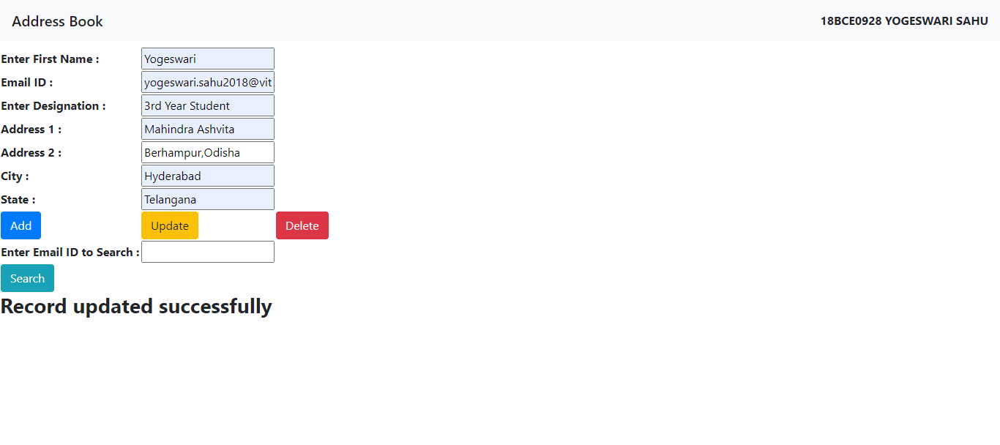 Address Book 18BCE0928 YOGESWARI SAHU
Enter First Name : Yogeswari
Email ID : yogeswari.sahu2018@vit
Enter Designation : 3rd Year Student
Address 1 : Mahindra Ashvita
Address 2 : Berhampur,Odisha
City : Hyderabad
State : Telangana
Add Update Delete
Enter Email ID to Search :
Search
Record updated successfully